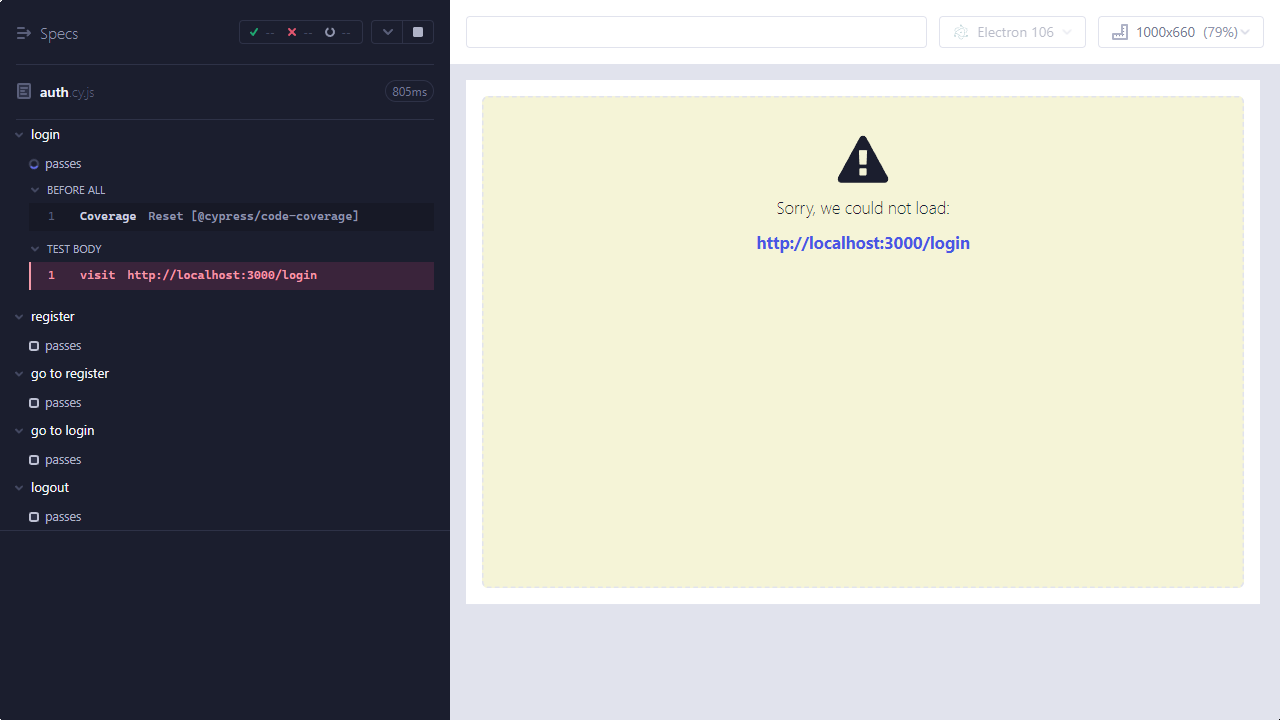 Specs
-- -- --
auth.cy.js
805ms
login
passes
BEFORE ALL
1 Coverage Reset [@cypress/code-coverage]
TEST BODY
1 visit http://localhost:3000/login
register
passes
go to register
passes
go to login
passes
logout
passes
Electron 106
1000x660 (79%)
Sorry, we could not load:
http://localhost:3000/login